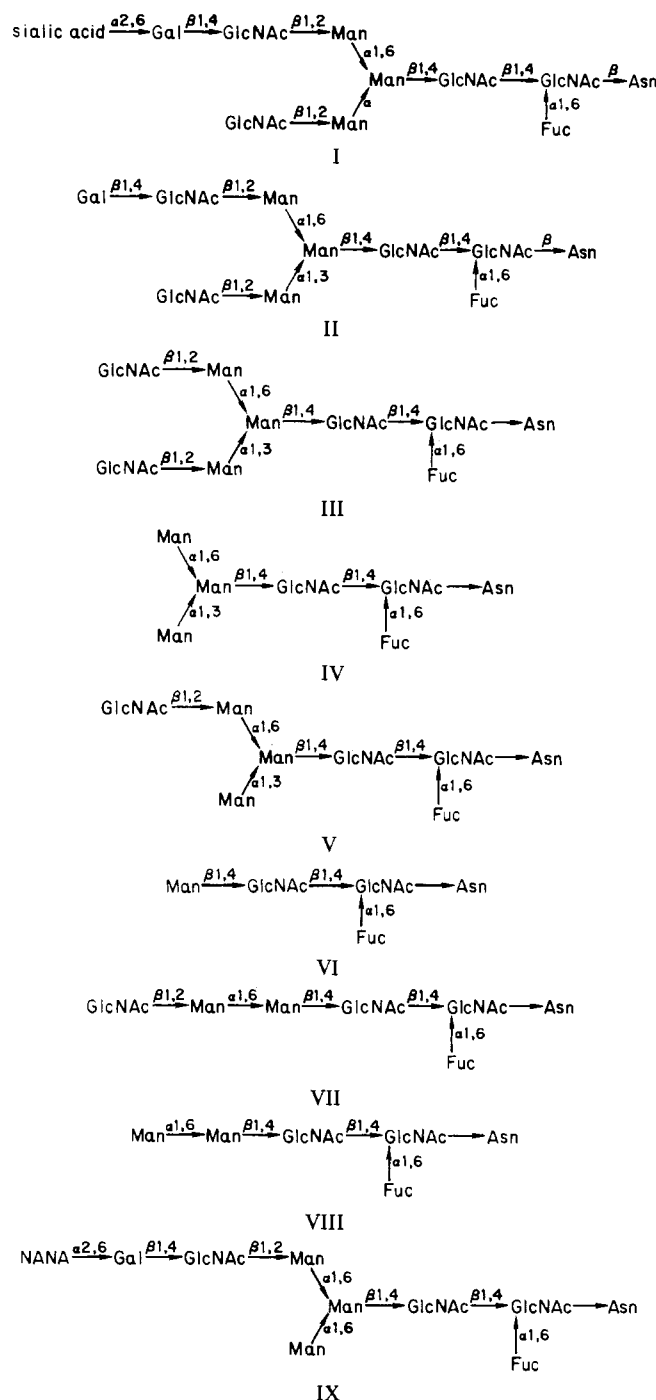 sialic acid α2,6 Gal β1,4 GlcNAc β1,2 Man
α1,6
Man β1,4 GlcNAc β1,4 GlcNAc β Asn
α
α1,6
GlcNAc β1,2 Man
Fuc
I
Gal β1,4 GlcNAc β1,2 Man
α1,6
Man β1,4 GlcNAc β1,4 GlcNAc β Asn
α1,3
α1,6
GlcNAc β1,2 Man
Fuc
II
GlcNAc β1,2 Man
α1,6
Man β1,4 GlcNAc β1,4 GlcNAc Asn
α1,3
α1,6
GlcNAc β1,2 Man
Fuc
III
Man
α1,6
Man β1,4 GlcNAc β1,4 GlcNAc Asn
α1,3
α1,6
Man
Fuc
IV
GlcNAc β1,2 Man
α1,6
Man β1,4 GlcNAc β1,4 GlcNAc Asn
α1,3
α1,6
Man
Fuc
V
Man β1,4 GlcNAc β1,4 GlcNAc Asn
α1,6
Fuc
VI
GlcNAc β1,2 Man α1,6 Man β1,4 GlcNAc β1,4 GlcNAc Asn
α1,6
Fuc
VII
Man α1,6 Man β1,4 GlcNAc β1,4 GlcNAc Asn
α1,6
Fuc
VIII
NANA α2,6 Gal β1,4 GlcNAc β1,2 Man
α1,6
Man β1,4 GlcNAc β1,4 GlcNAc Asn
α1,6
α1,6
Man
Fuc
IX